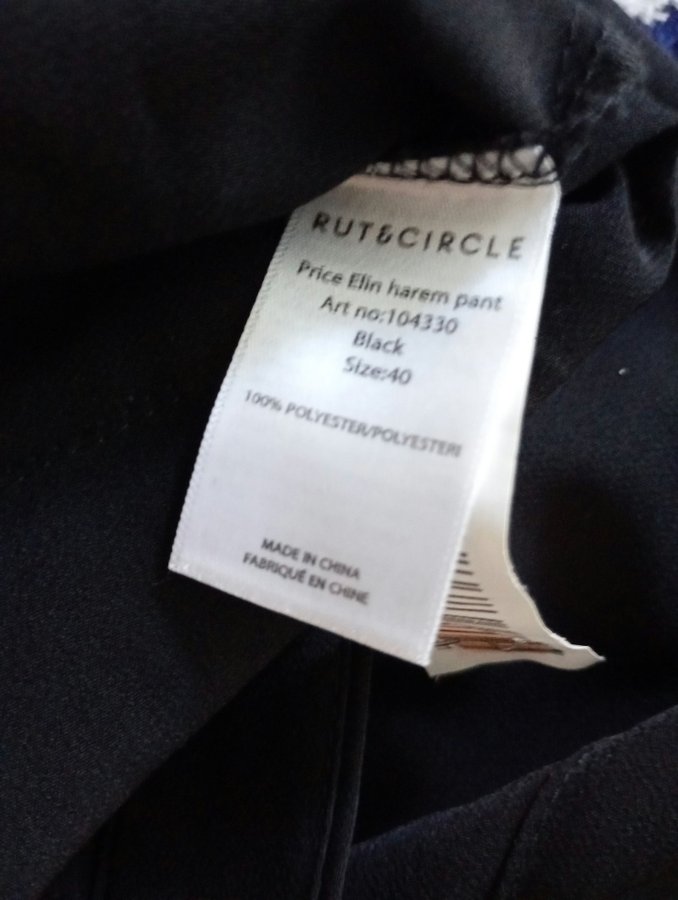 RUT&CIRCLE
Price Elin harem pant
Art no:104330
Black
Size:40
100% POLYESTER/POLYESTERI
MADE IN CHINA
FABRIQUÉ EN CHINE